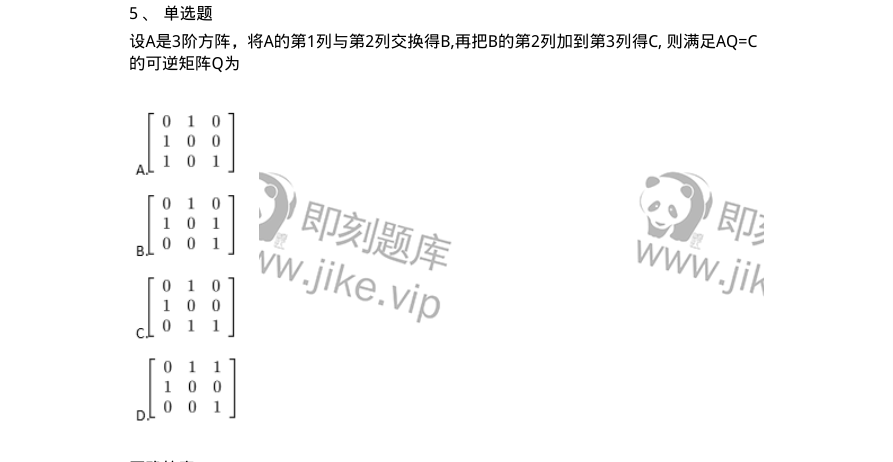 5 、 单选题
设A是3阶方阵，将A的第1列与第2列交换得B,再把B的第2列加到第3列得C, 则满足AQ=C
的可逆矩阵Q为
0 1 0
1 0 0
A. 1 0 1
0 1 0
1 0 1
B. 0 0 1
0 1 0
1 0 0
C. 0 1 1
0 1 1
1 0 0
D. 0 0 1
即刻题库
ww.jike.vip
即刻
www.jik